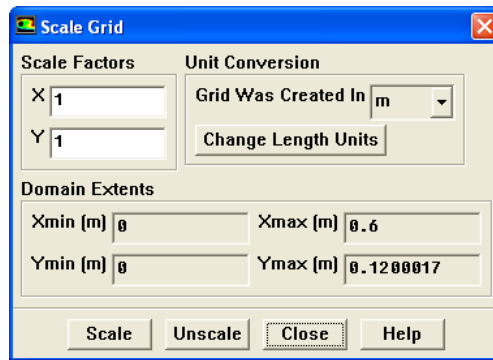 Scale Grid
Scale Factors
X 1
Y 1
Unit Conversion
Grid Was Created In m
Change Length Units
Domain Extents
Xmin (m) 0 Xmax (m) 0.6
Ymin (m) 0 Ymax (m) 0.1200017
Scale Unscale Close Help